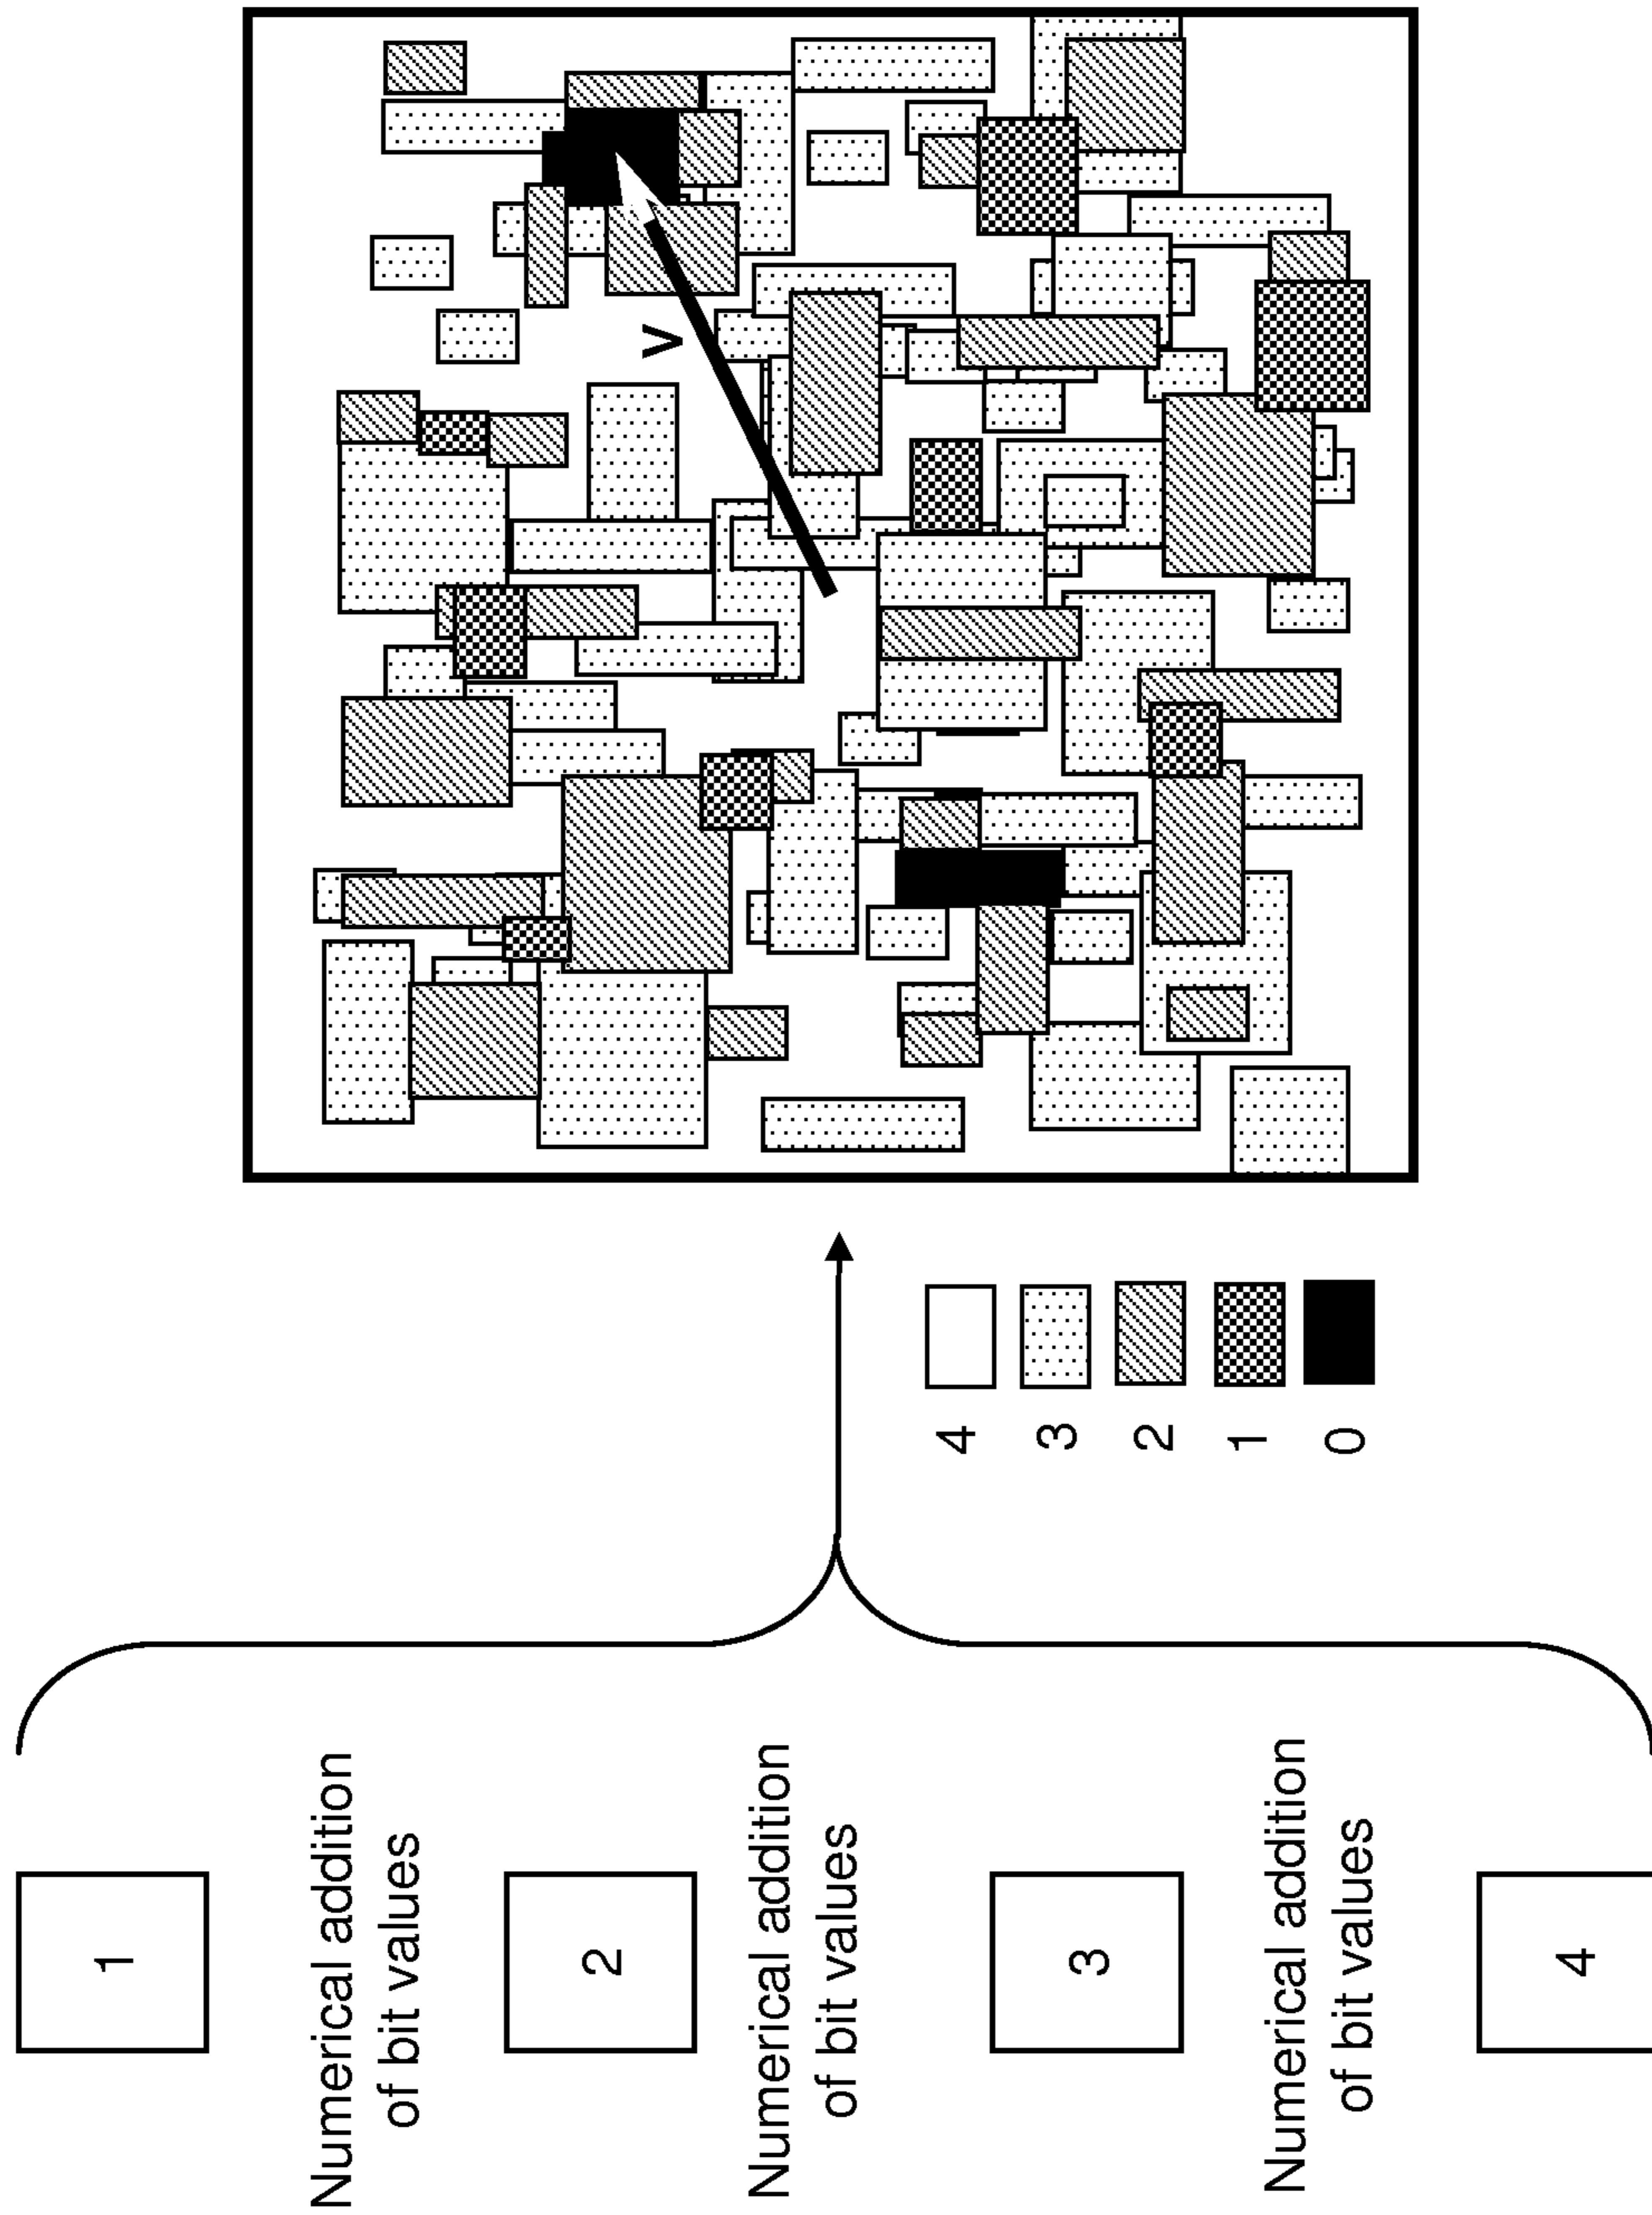 1
Numerical addition
of bit values
2
Numerical addition
of bit values
3
Numerical addition
of bit values
4
4
3
2
1
0
V